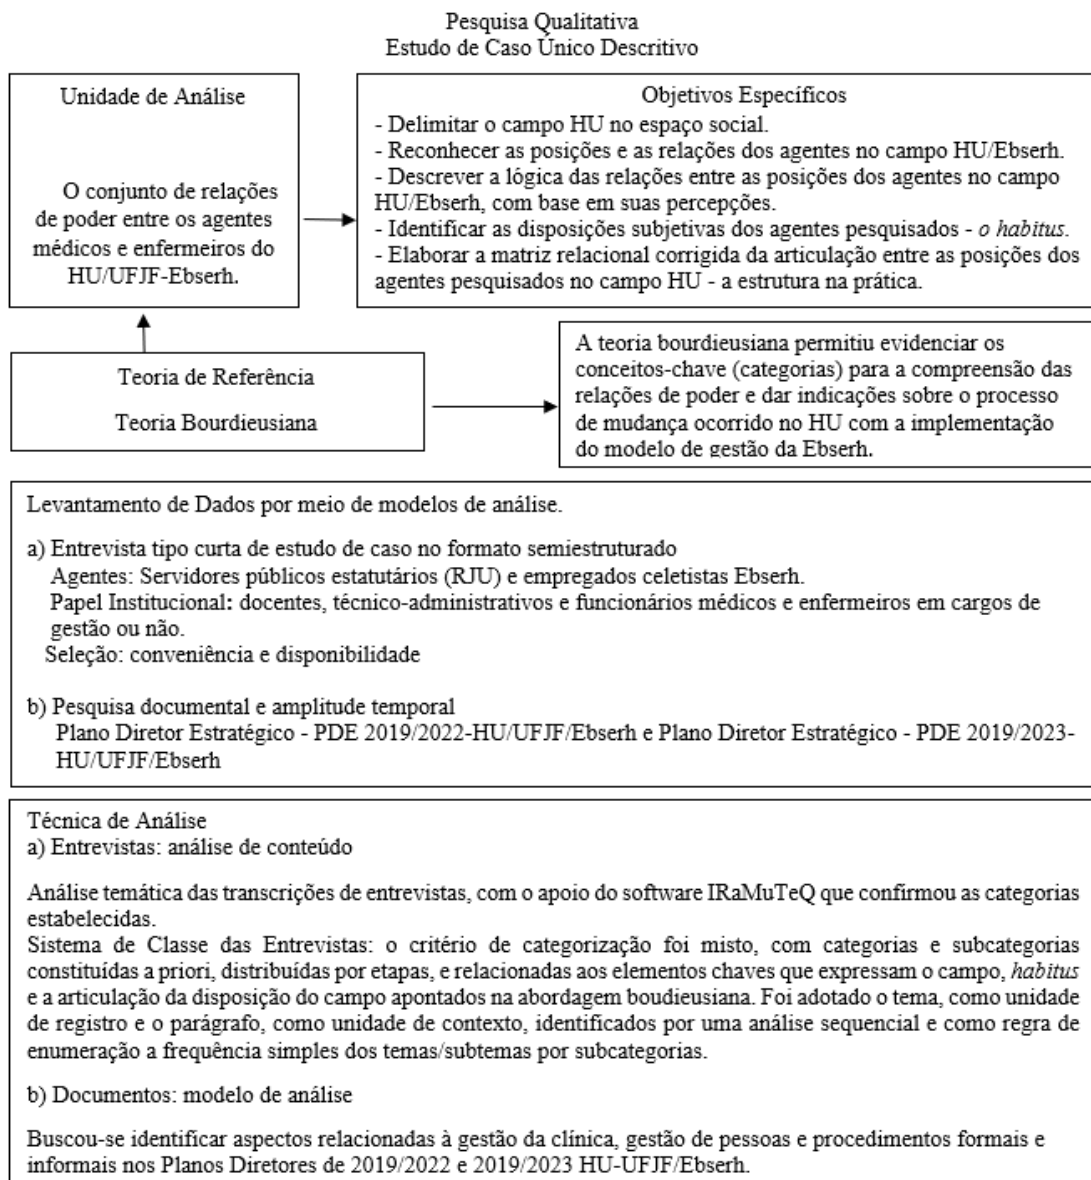 Pesquisa Qualitativa
Estudo de Caso Único Descritivo
Unidade de Análise
O conjunto de relações
de poder entre os agentes
médicos e enfermeiros do
HU/UFJF-Ebserh.
Objetivos Específicos
- Delimitar o campo HU no espaço social.
- Reconhecer as posições e as relações dos agentes no campo HU/Ebserh.
- Descrever a lógica das relações entre as posições dos agentes no campo
HU/Ebserh, com base em suas percepções.
- Identificar as disposições subjetivas dos agentes pesquisados - o habitus.
- Elaborar a matriz relacional corrigida da articulação entre as posições dos
agentes pesquisados no campo HU - a estrutura na prática.
Teoria de Referência
Teoria Bourdieusiana
A teoria bourdieusiana permitiu evidenciar os
conceitos-chave (categorias) para a compreensão das
relações de poder e dar indicações sobre o processo
de mudança ocorrido no HU com a implementação
do modelo de gestão da Ebserh.
Levantamento de Dados por meio de modelos de análise.
a) Entrevista tipo curta de estudo de caso no formato semiestruturado
Agentes: Servidores públicos estatutários (RJU) e empregados celetistas Ebserh.
Papel Institucional: docentes, técnico-administrativos e funcionários médicos e enfermeiros em cargos de
gestão ou não.
Seleção: conveniência e disponibilidade
b) Pesquisa documental e amplitude temporal
Plano Diretor Estratégico - PDE 2019/2022-HU/UFJF/Ebserh e Plano Diretor Estratégico - PDE 2019/2023-
HU/UFJF/Ebserh
Técnica de Análise
a) Entrevistas: análise de conteúdo
Análise temática das transcrições de entrevistas, com o apoio do software IRaMuTeQ que confirmou as categorias
estabelecidas.
Sistema de Classe das Entrevistas: o critério de categorização foi misto, com categorias e subcategorias
constituídas a priori, distribuídas por etapas, e relacionadas aos elementos chaves que expressam o campo, habitus
e a articulação da disposição do campo apontados na abordagem boudieusiana. Foi adotado o tema, como unidade
de registro e o parágrafo, como unidade de contexto, identificados por uma análise sequencial e como regra de
enumeração a frequência simples dos temas/subtemas por subcategorias.
b) Documentos: modelo de análise
Buscou-se identificar aspectos relacionadas à gestão da clínica, gestão de pessoas e procedimentos formais e
informais nos Planos Diretores de 2019/2022 e 2019/2023 HU-UFJF/Ebserh.